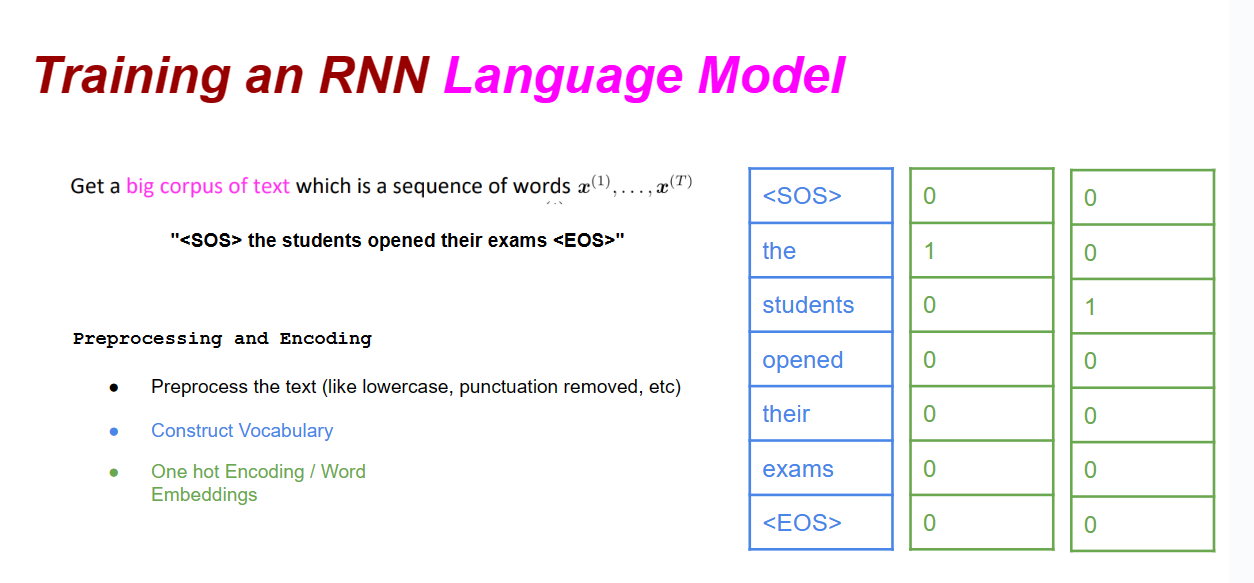 Training an RNN Language Model
Get a big corpus of text which is a sequence of words x(1),...,x(T)
"<SOS> the students opened their exams <EOS>"
Preprocessing and Encoding
● Preprocess the text (like lowercase, punctuation removed, etc)
● Construct Vocabulary
● One hot Encoding / Word
Embeddings
<SOS> 0 0
the 1 0
students 0 1
opened 0 0
their 0 0
exams 0 0
<EOS> 0 0